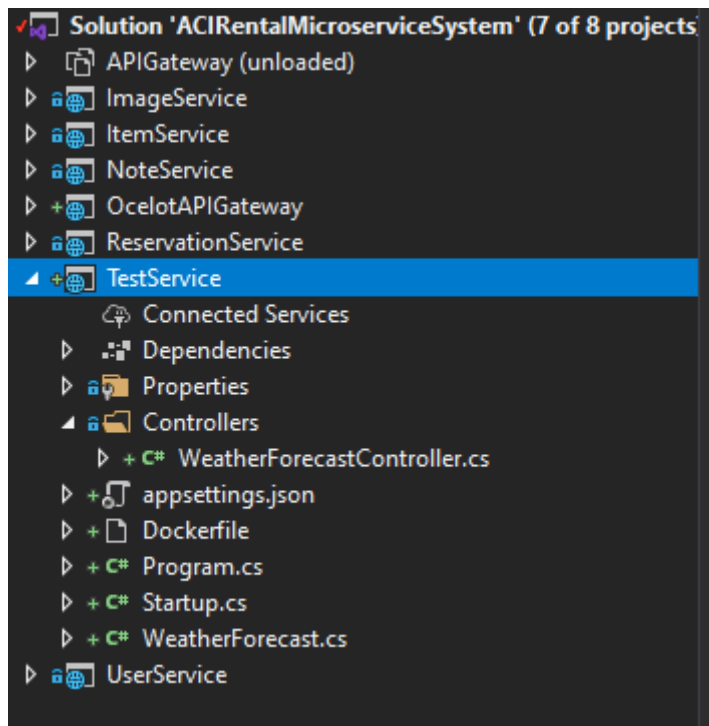 Solution 'ACIRentalMicroserviceSystem' (7 of 8 projects)
APIGateway (unloaded)
ImageService
ItemService
NoteService
+ OcelotAPIGateway
ReservationService
+ TestService
Connected Services
Dependencies
Properties
Controllers
+ C# WeatherForecastController.cs
+ appsettings.json
+ Dockerfile
+ C# Program.cs
+ C# Startup.cs
+ C# WeatherForecast.cs
UserService